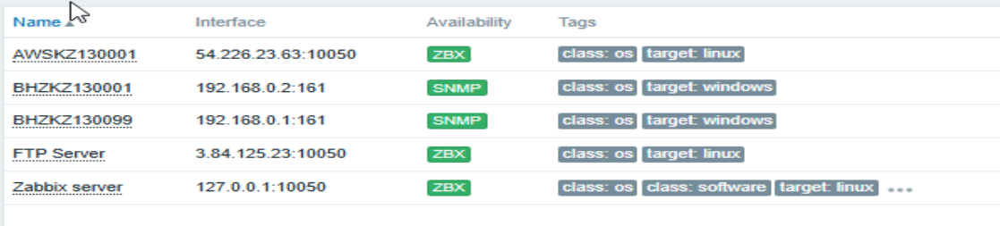 Name Interface Availability Tags
AWSKZ130001 54.226.23.63:10050 ZBX class: os target: linux
BHZKZ130001 192.168.0.2:161 SNMP class: os target: windows
BHZKZ130099 192.168.0.1:161 SNMP class: os target: windows
FTP Server 3.84.125.23:10050 ZBX class: os target: linux
Zabbix server 127.0.0.1:10050 ZBX class: os class: software target: linux •••